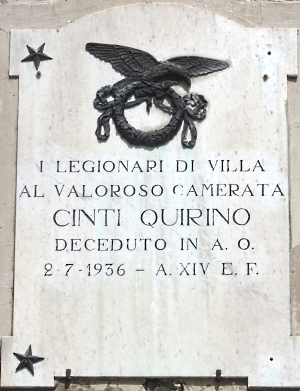 I LEGIONARI DI VILLA
AL VALOROSO CAMERATA
CINTI QUIRINO
DECEDUTO IN A. O.
2-7-1936 – A. XIV E. F.